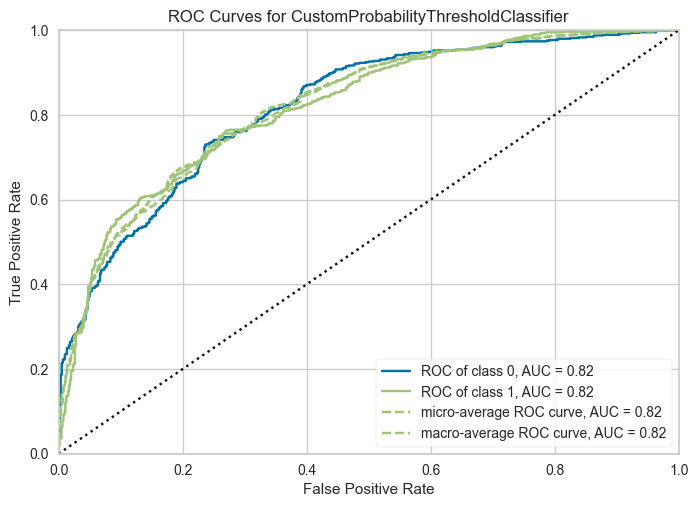 ROC Curves for CustomProbabilityThresholdClassifier
True Positive Rate
1.0
0.8
0.6
0.4
0.2
0.0
ROC of class 0, AUC = 0.82
ROC of class 1, AUC = 0.82
micro-average ROC curve, AUC = 0.82
macro-average ROC curve, AUC = 0.82
0.0 0.2 0.4 0.6 0.8 1.0
False Positive Rate